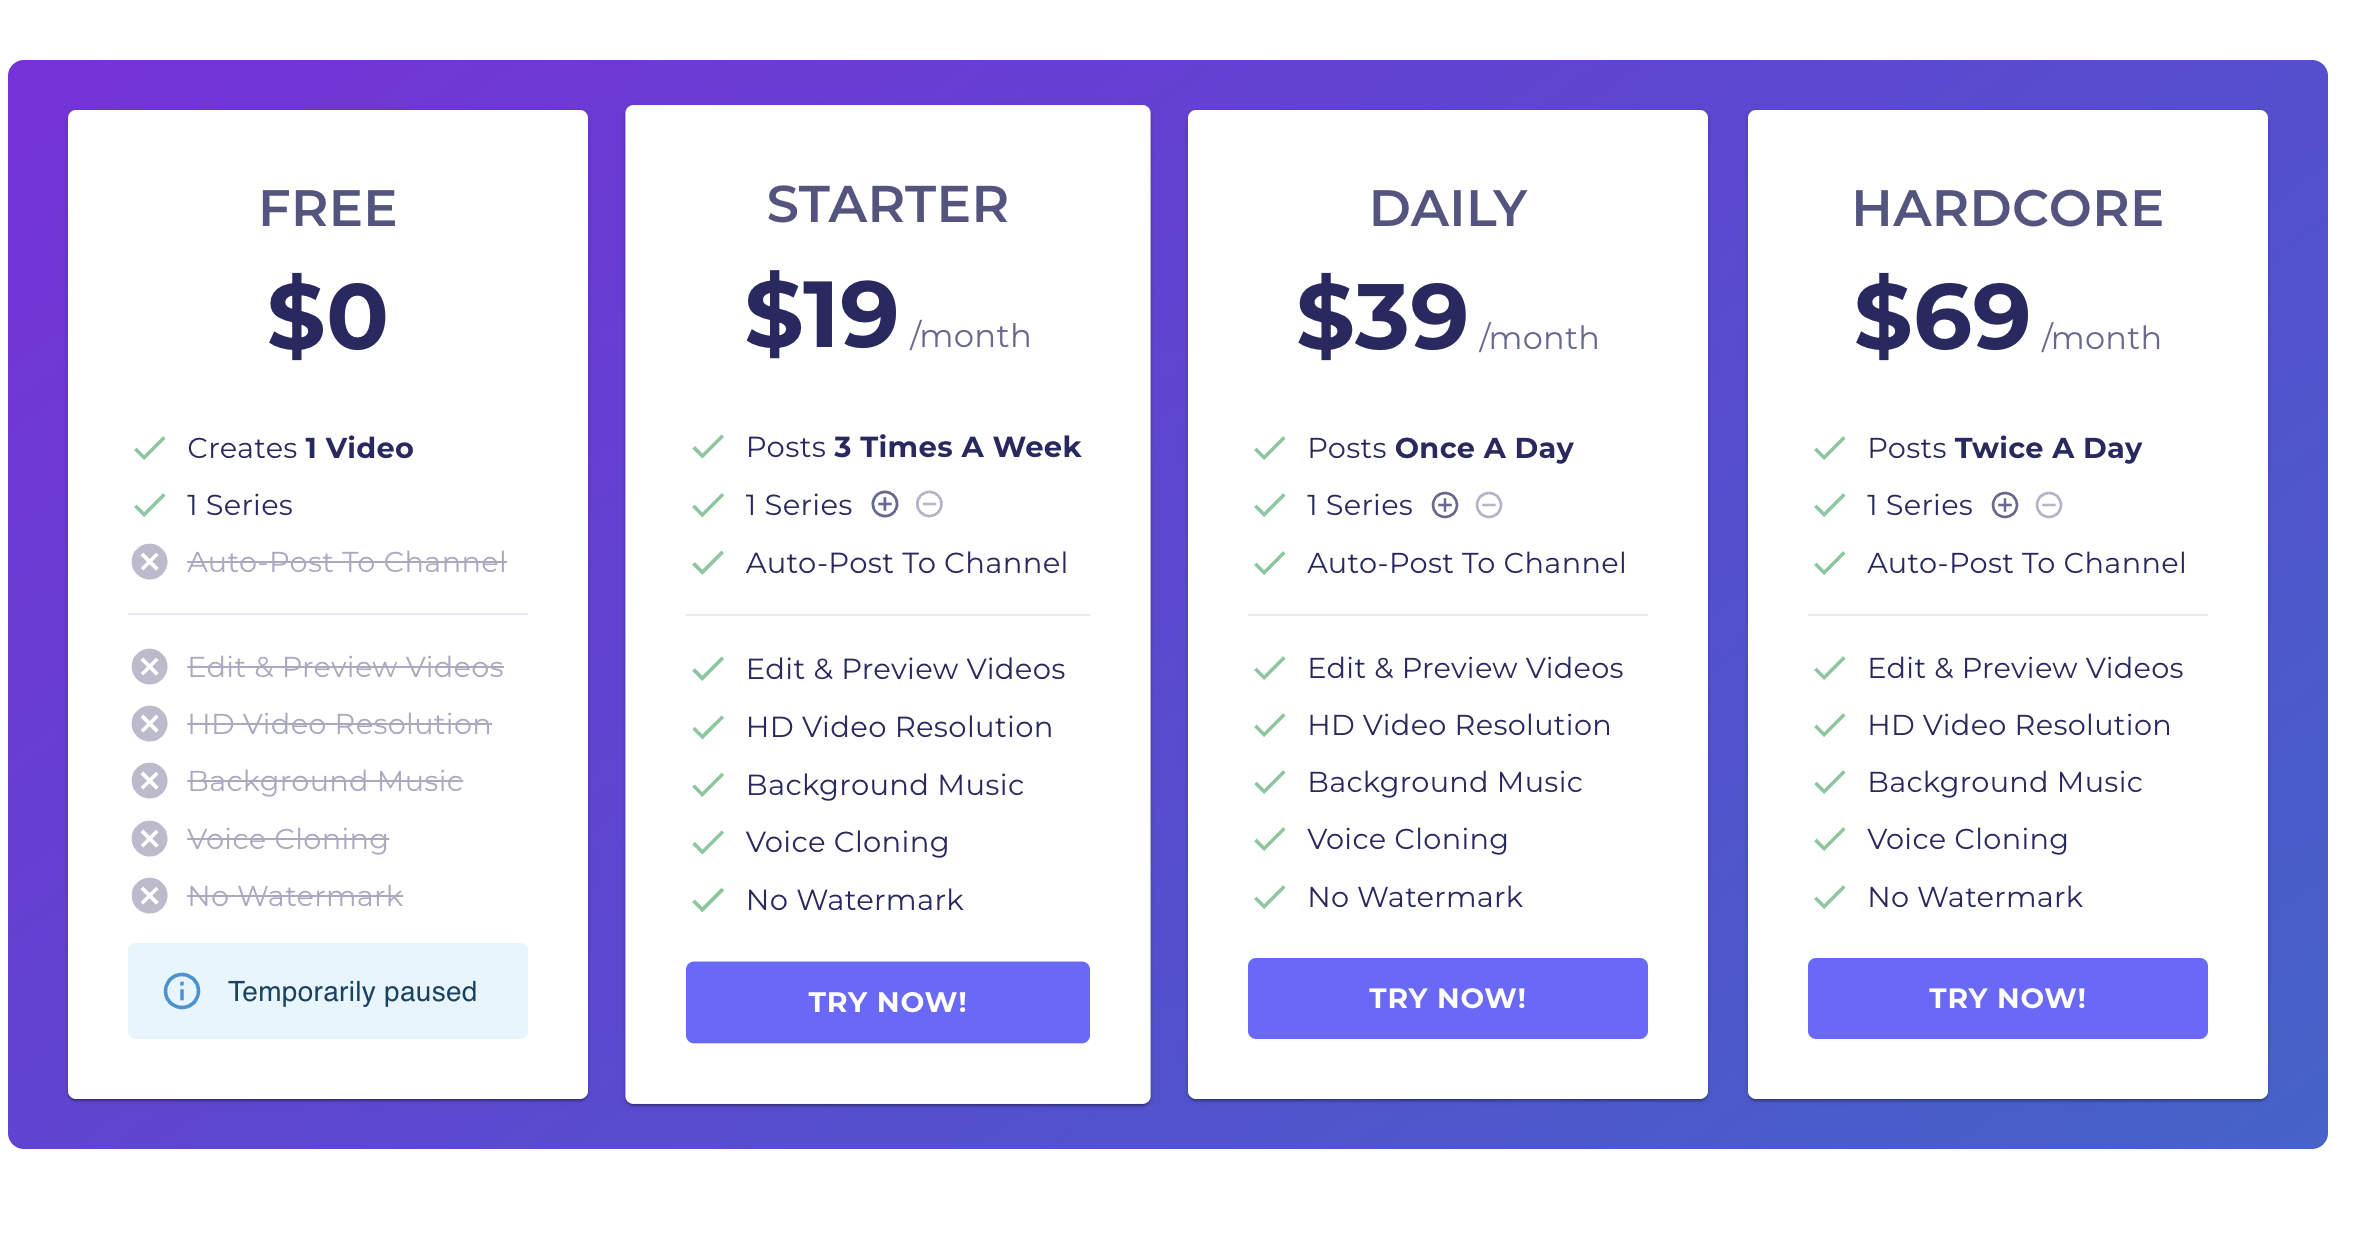 FREE
$0
Creates 1 Video
1 Series
Auto-Post To Channel
Edit & Preview Videos
HD Video Resolution
Background Music
Voice Cloning
No Watermark
Temporarily paused
STARTER
$19 /month
Posts 3 Times A Week
1 Series
Auto-Post To Channel
Edit & Preview Videos
HD Video Resolution
Background Music
Voice Cloning
No Watermark
TRY NOW!
DAILY
$39 /month
Posts Once A Day
1 Series
Auto-Post To Channel
Edit & Preview Videos
HD Video Resolution
Background Music
Voice Cloning
No Watermark
TRY NOW!
HARDCORE
$69 /month
Posts Twice A Day
1 Series
Auto-Post To Channel
Edit & Preview Videos
HD Video Resolution
Background Music
Voice Cloning
No Watermark
TRY NOW!